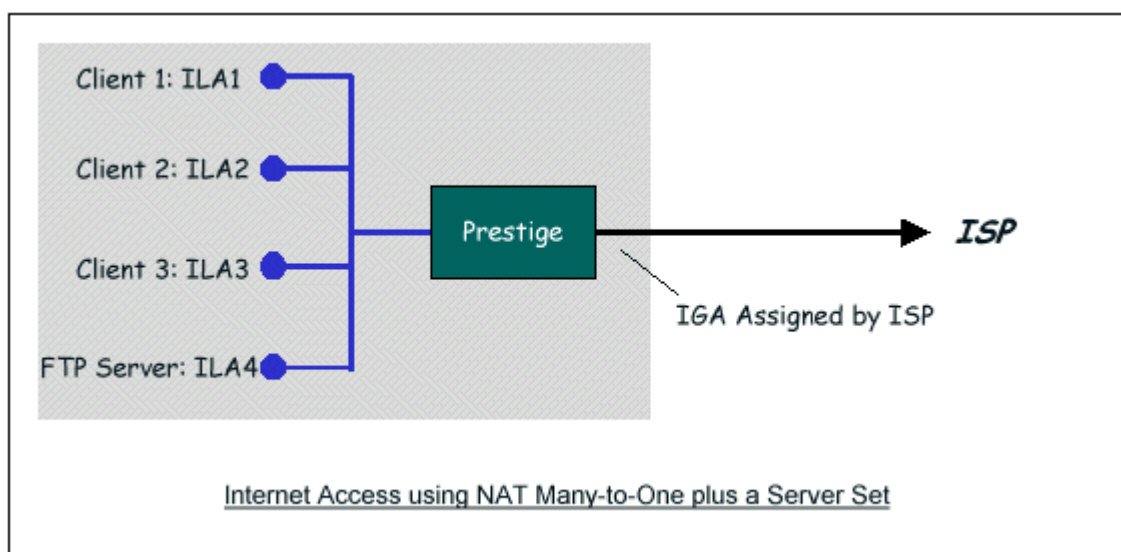 Client 1: ILA1
Client 2: ILA2
Prestige
ISP
Client 3: ILA3
IGA Assigned by ISP
FTP Server: ILA4
Internet Access using NAT Many-to-One plus a Server Set